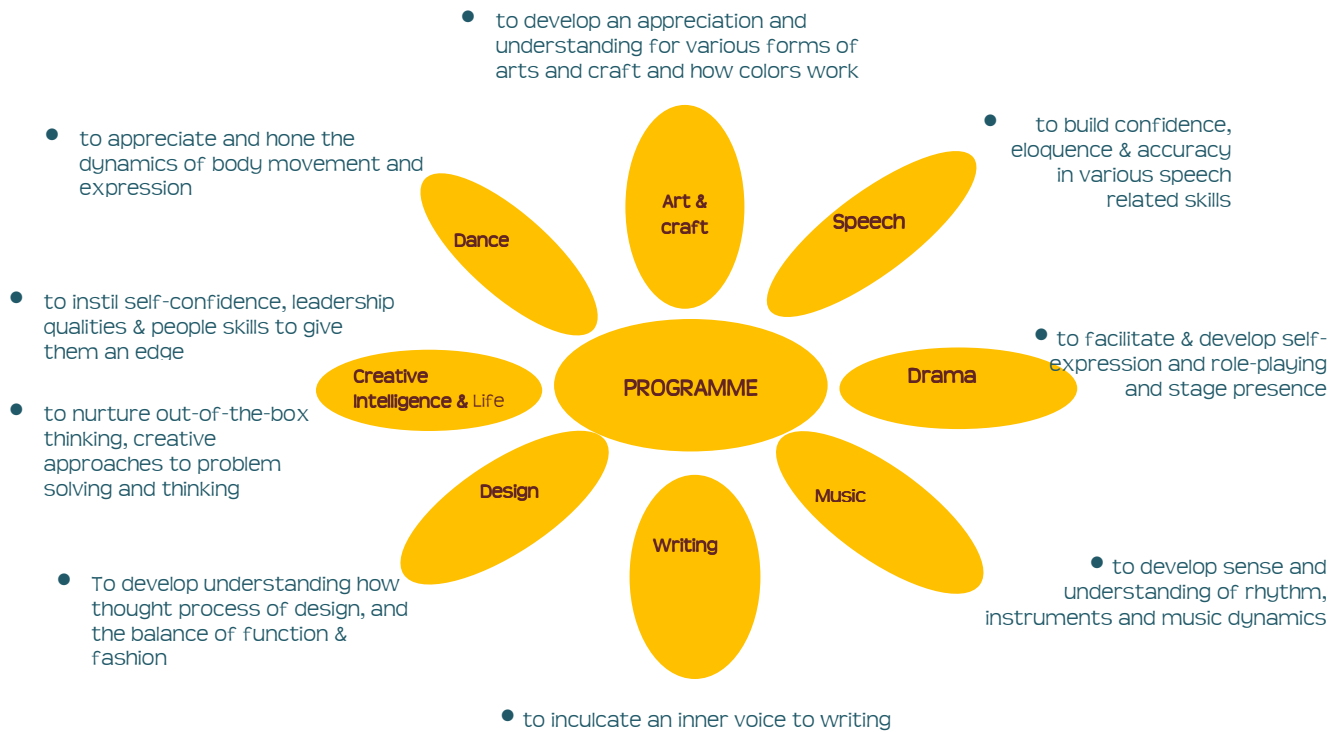 ● to develop an appreciation and
understanding for various forms of
arts and craft and how colors work
● to appreciate and hone the
dynamics of body movement and
expression
● to build confidence,
eloquence & accuracy
in various speech
related skills
Art &
craft
Speech
Dance
● to instil self-confidence, leadership
qualities & people skills to give
them an edge
● to facilitate & develop self-
expression and role-playing
and stage presence
Creative
Intelligence & Life
PROGRAMME
Drama
● to nurture out-of-the-box
thinking, creative
approaches to problem
solving and thinking
Design
Music
Writing
● To develop understanding how
thought process of design, and
the balance of function &
fashion
● to develop sense and
understanding of rhythm,
instruments and music dynamics
● to inculcate an inner voice to writing